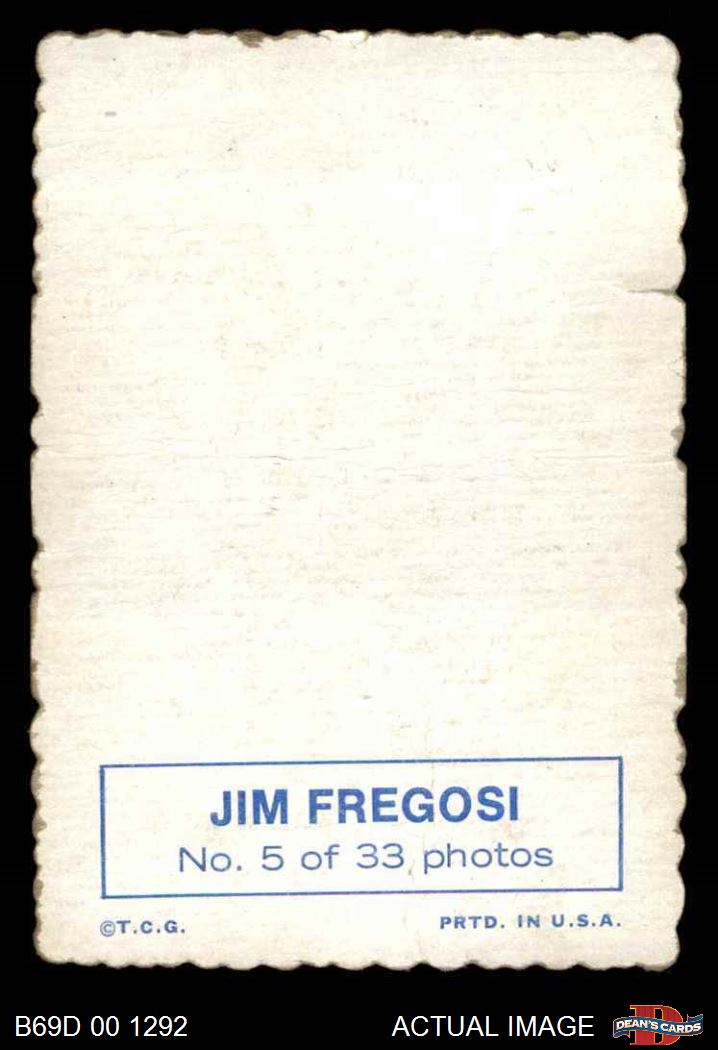 JIM FREGOSI
No. 5 of 33 photos
©T.C.G.
PRTD. IN U.S.A.
B69D 00 1292
ACTUAL IMAGE
DEAN'S CARDS